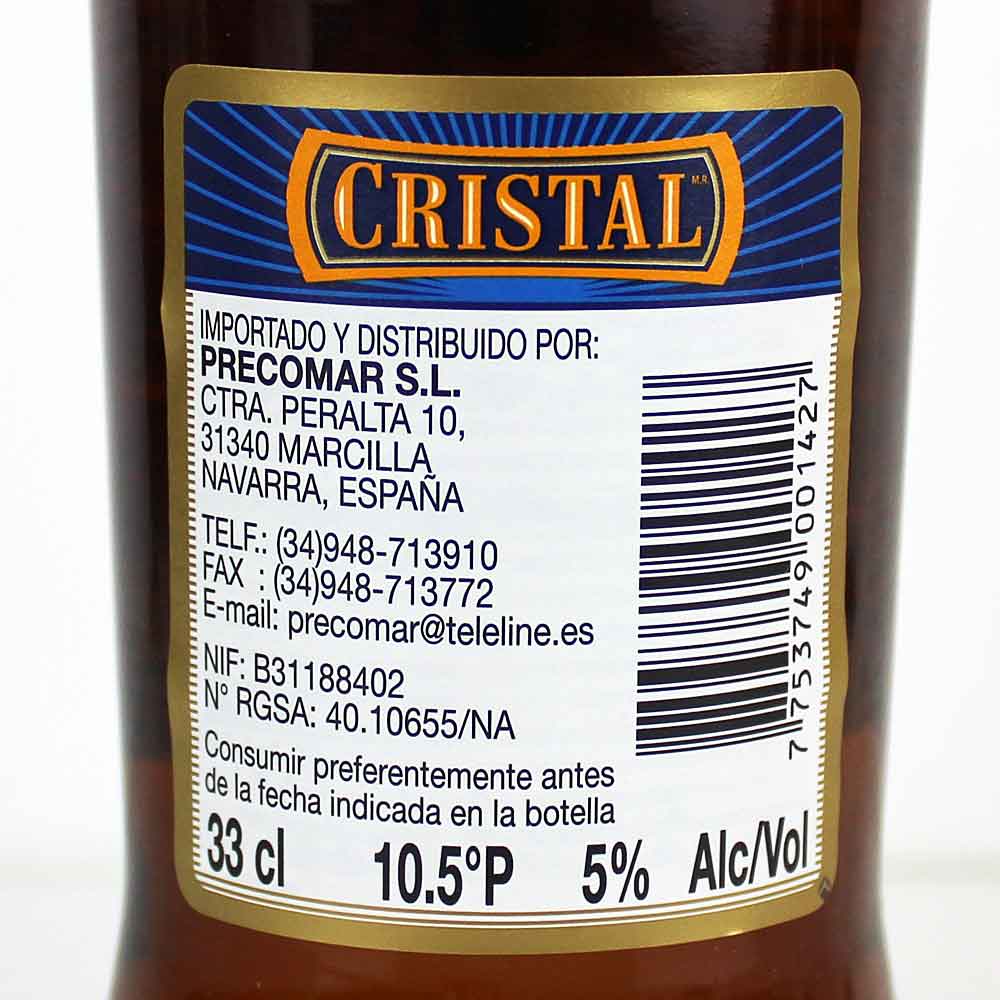 CRISTAL M.R.
IMPORTADO Y DISTRIBUIDO POR:
PRECOMAR S.L.
CTRA. PERALTA 10,
31340 MARCILLA
NAVARRA, ESPAÑA
TELF.: (34)948-713910
FAX : (34)948-713772
E-mail: precomar@teleline.es
NIF: B31188402
N° RGSA: 40.10655/NA
Consumir preferentemente antes
de la fecha indicada en la botella
33 cl 10.5°P 5% Alc/Vol
7 753749 001427